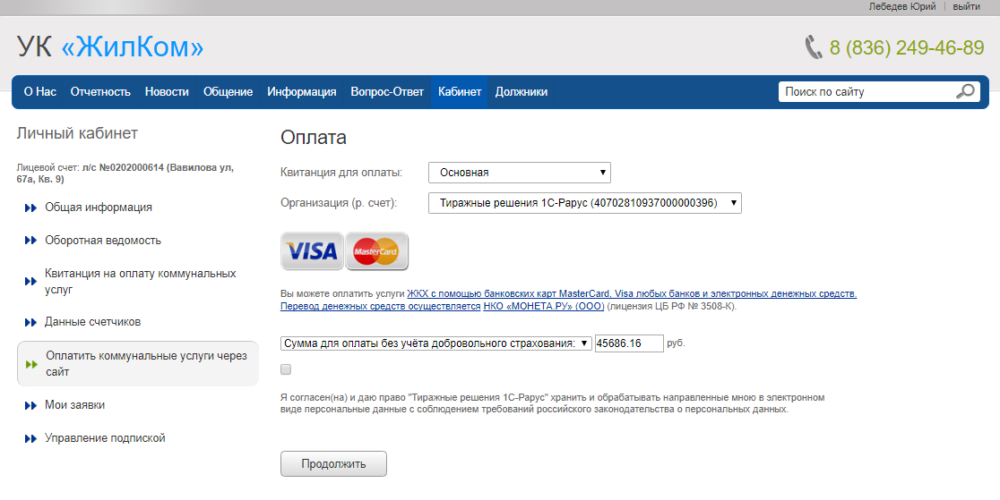 Лебедев Юрий
выйти
УК «ЖилКом»
8 (836) 249-46-89
О Нас Отчетность Новости Общение Информация Вопрос-Ответ Кабинет Должники
Поиск по сайту
Личный кабинет
Лицевой счет: л/с №0202000614 (Вавилова ул,
67а, Кв. 9)
Общая информация
Оборотная ведомость
Квитанция на оплату коммунальных
услуг
Данные счетчиков
Оплатить коммунальные услуги через
сайт
Мои заявки
Управление подпиской
Оплата
Квитанция для оплаты: Основная
Организация (р. счет): Тиражные решения 1С-Рарус (40702810937000000396)
VISA MasterCard
Вы можете оплатить услуги ЖКХ с помощью банковских карт MasterCard, Visa любых банков и электронных денежных средств.
Перевод денежных средств осуществляется НКО «МОНЕТА.РУ» (ООО) (лицензия ЦБ РФ № 3508-К).
Сумма для оплаты без учёта добровольного страхования: 45686.16 руб.
Я согласен(на) и даю право "Тиражные решения 1С-Рарус" хранить и обрабатывать направленные мною в электронном
виде персональные данные с соблюдением требований российского законодательства о персональных данных.
Продолжить